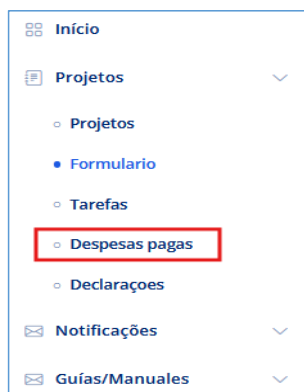 Início
Projetos
Projetos
Formulario
Tarefas
Despesas pagas
Declaraçoes
Notificações
Guías/Manuales